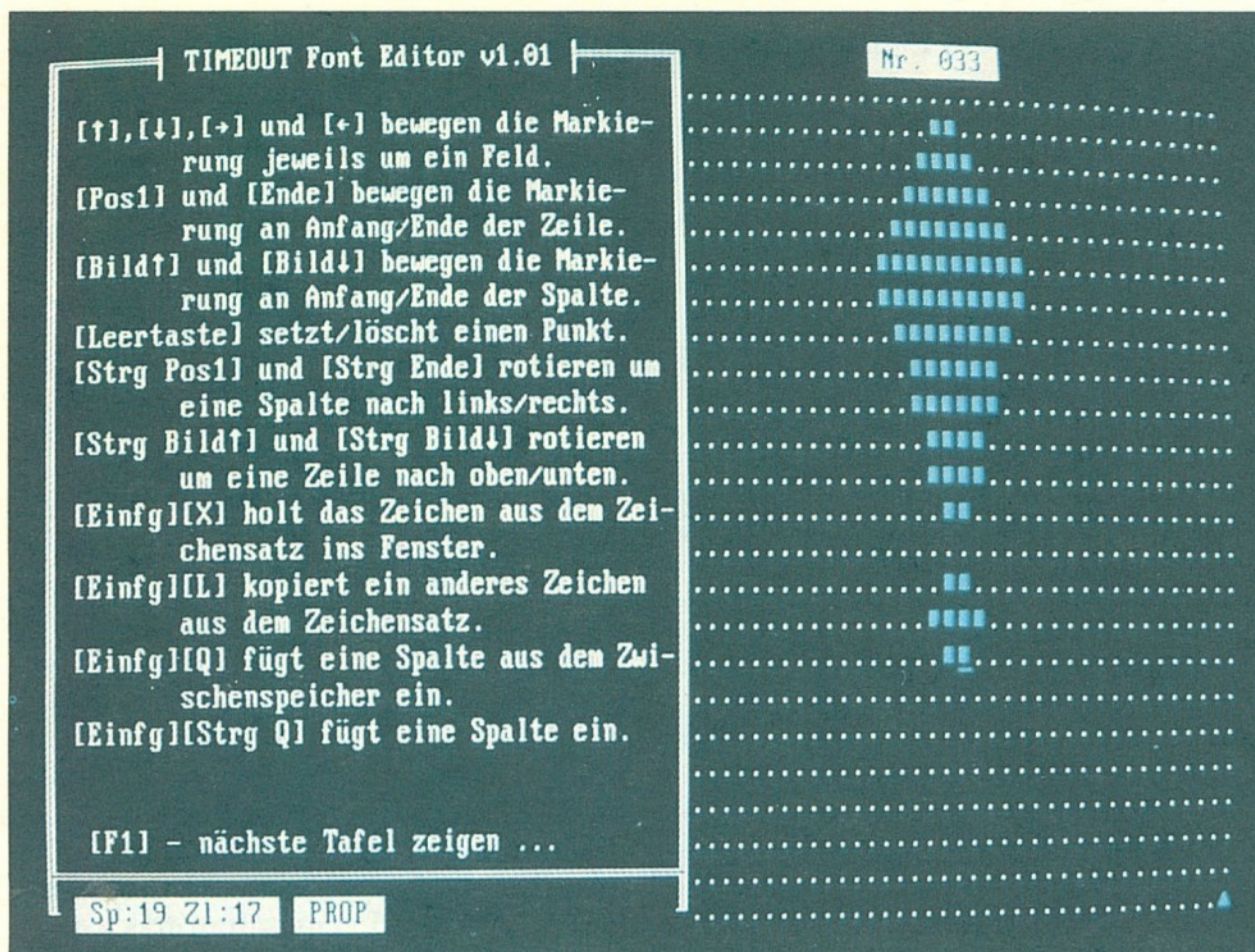 TIMEOUT Font Editor v1.01
Nr. 033
[↑],[↓],[→] und [←] bewegen die Markie-
rung jeweils um ein Feld.
[Pos1] und [Ende] bewegen die Markie-
rung an Anfang/Ende der Zeile.
[Bild↑] und [Bild↓] bewegen die Markie-
rung an Anfang/Ende der Spalte.
[Leertaste] setzt/löscht einen Punkt.
[Strg Pos1] und [Strg Ende] rotieren um
eine Spalte nach links/rechts.
[Strg Bild↑] und [Strg Bild↓] rotieren
um eine Zeile nach oben/unten.
[Einfg][X] holt das Zeichen aus dem Zei-
chensatz ins Fenster.
[Einfg][L] kopiert ein anderes Zeichen
aus dem Zeichensatz.
[Einfg][Q] fügt eine Spalte aus dem Zwi-
schenspeicher ein.
[Einfg][Strg Q] fügt eine Spalte ein.
[F1] - nächste Tafel zeigen ...
Sp:19 Zl:17 PROP